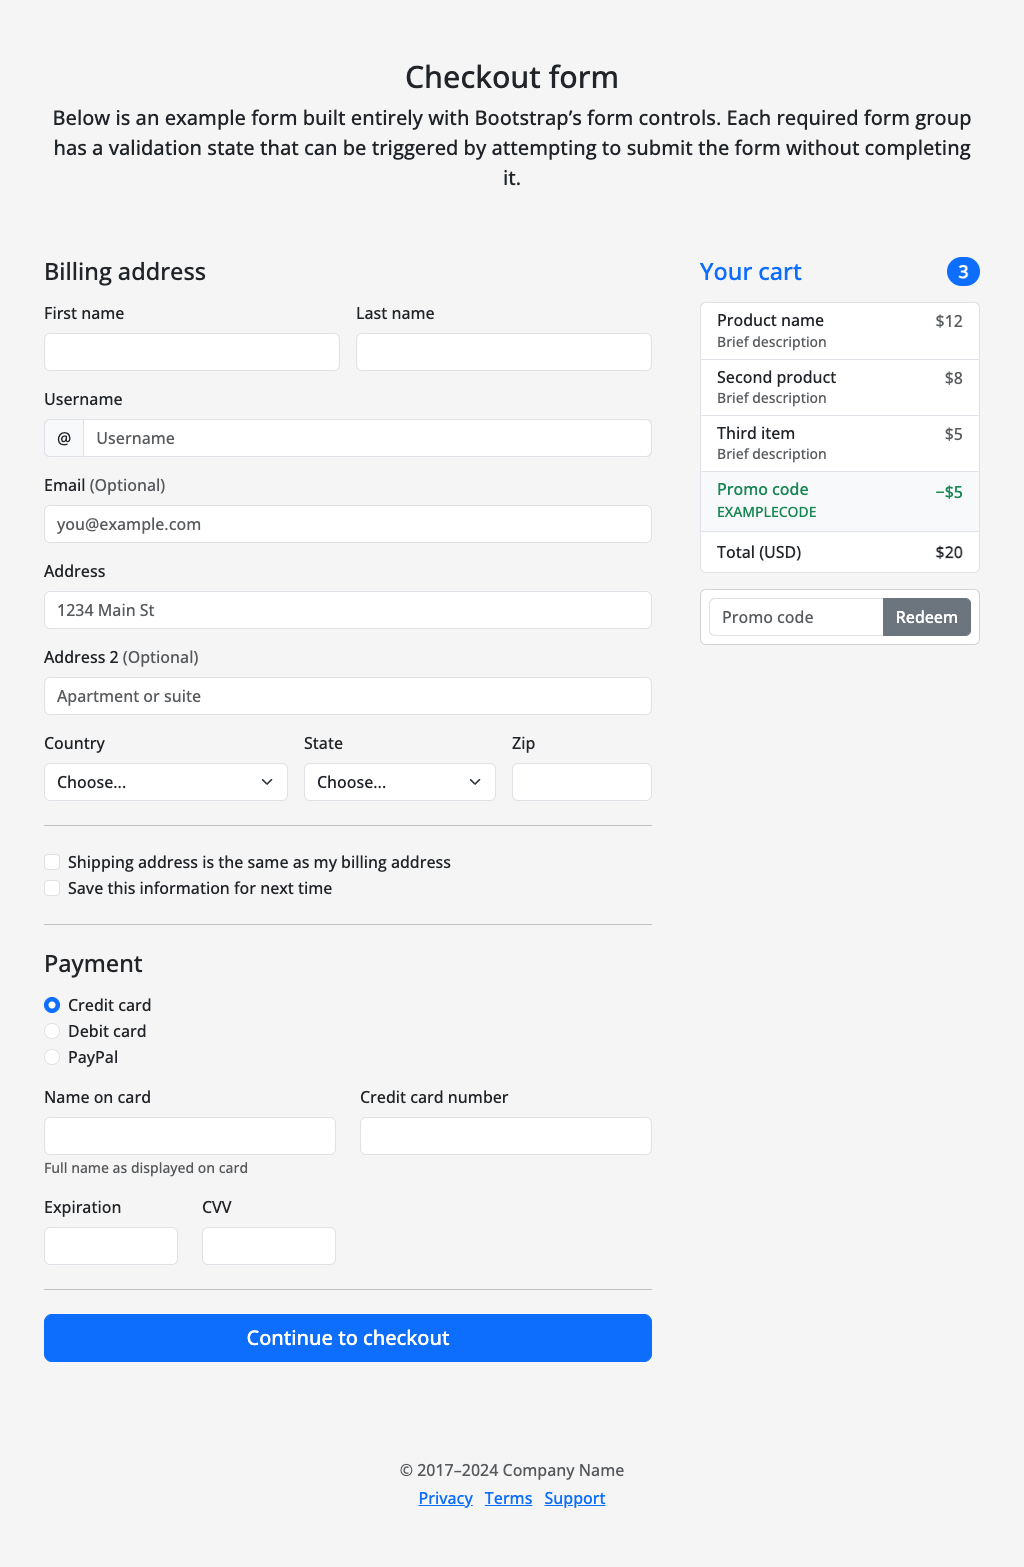 Checkout form
Below is an example form built entirely with Bootstrap’s form controls. Each required form group
has a validation state that can be triggered by attempting to submit the form without completing
it.
Billing address
First name
Last name
Username
@
Username
Email (Optional)
you@example.com
Address
1234 Main St
Address 2 (Optional)
Apartment or suite
Country
State
Zip
Choose...
Choose...
Shipping address is the same as my billing address
Save this information for next time
Payment
Credit card
Debit card
PayPal
Name on card
Credit card number
Full name as displayed on card
Expiration
CVV
Continue to checkout
Your cart
3
Product name
$12
Brief description
Second product
$8
Brief description
Third item
$5
Brief description
Promo code
−$5
EXAMPLECODE
Total (USD)
$20
Promo code
Redeem
© 2017–2024 Company Name
Privacy Terms Support